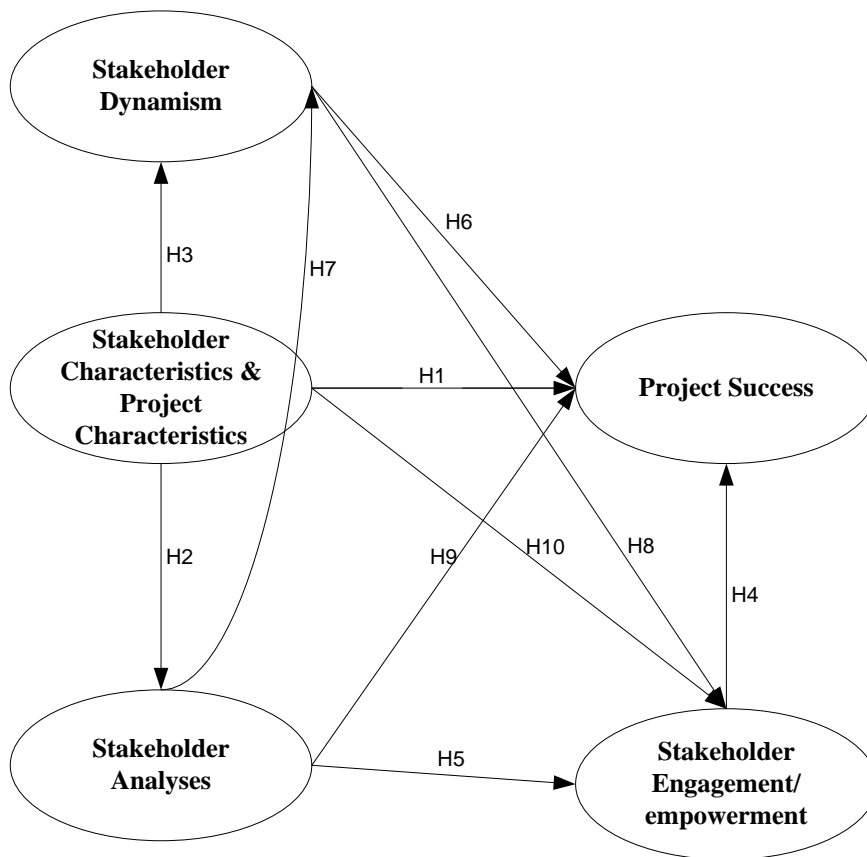 Stakeholder
Dynamism
H6
H3
H7
Stakeholder
Characteristics &
Project
Characteristics
H1
Project Success
H2
H9
H10
H8
H4
Stakeholder
Analyses
H5
Stakeholder
Engagement/
empowerment